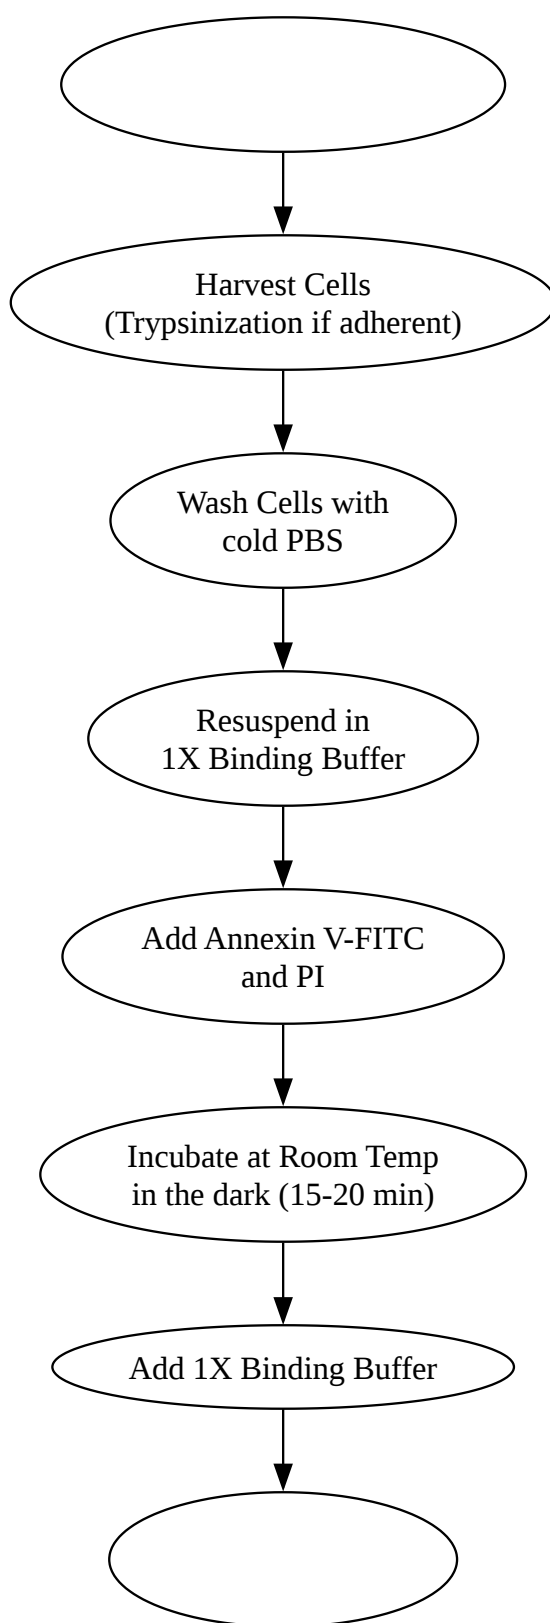 Harvest Cells
(Trypsinization if adherent)
Wash Cells with
cold PBS
Resuspend in
1X Binding Buffer
Add Annexin V-FITC
and PI
Incubate at Room Temp
in the dark (15-20 min)
Add 1X Binding Buffer